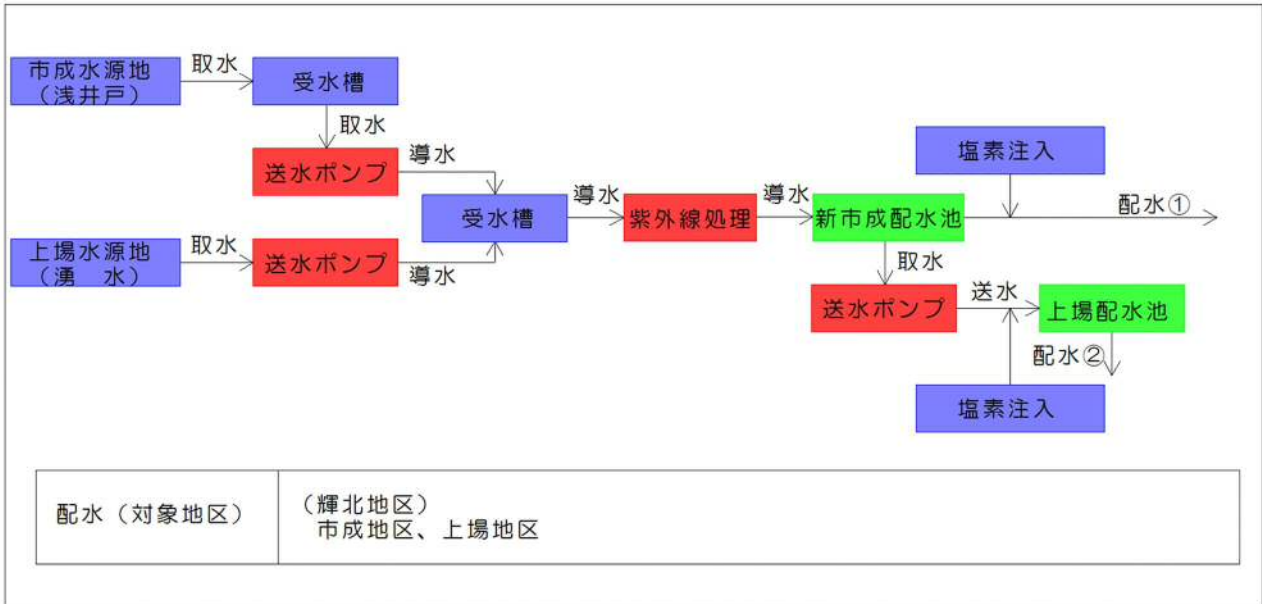 市成水源地
(浅井戸)
取水
受水槽
取水
送水ポンプ
導水
上場水源地
(湧 水)
取水
送水ポンプ
導水
受水槽
導水
紫外線処理
導水
新市成配水池
塩素注入
配水①
取水
送水ポンプ
送水
上場配水池
配水②
塩素注入
配水(対象地区)
(輝北地区)
市成地区、上場地区